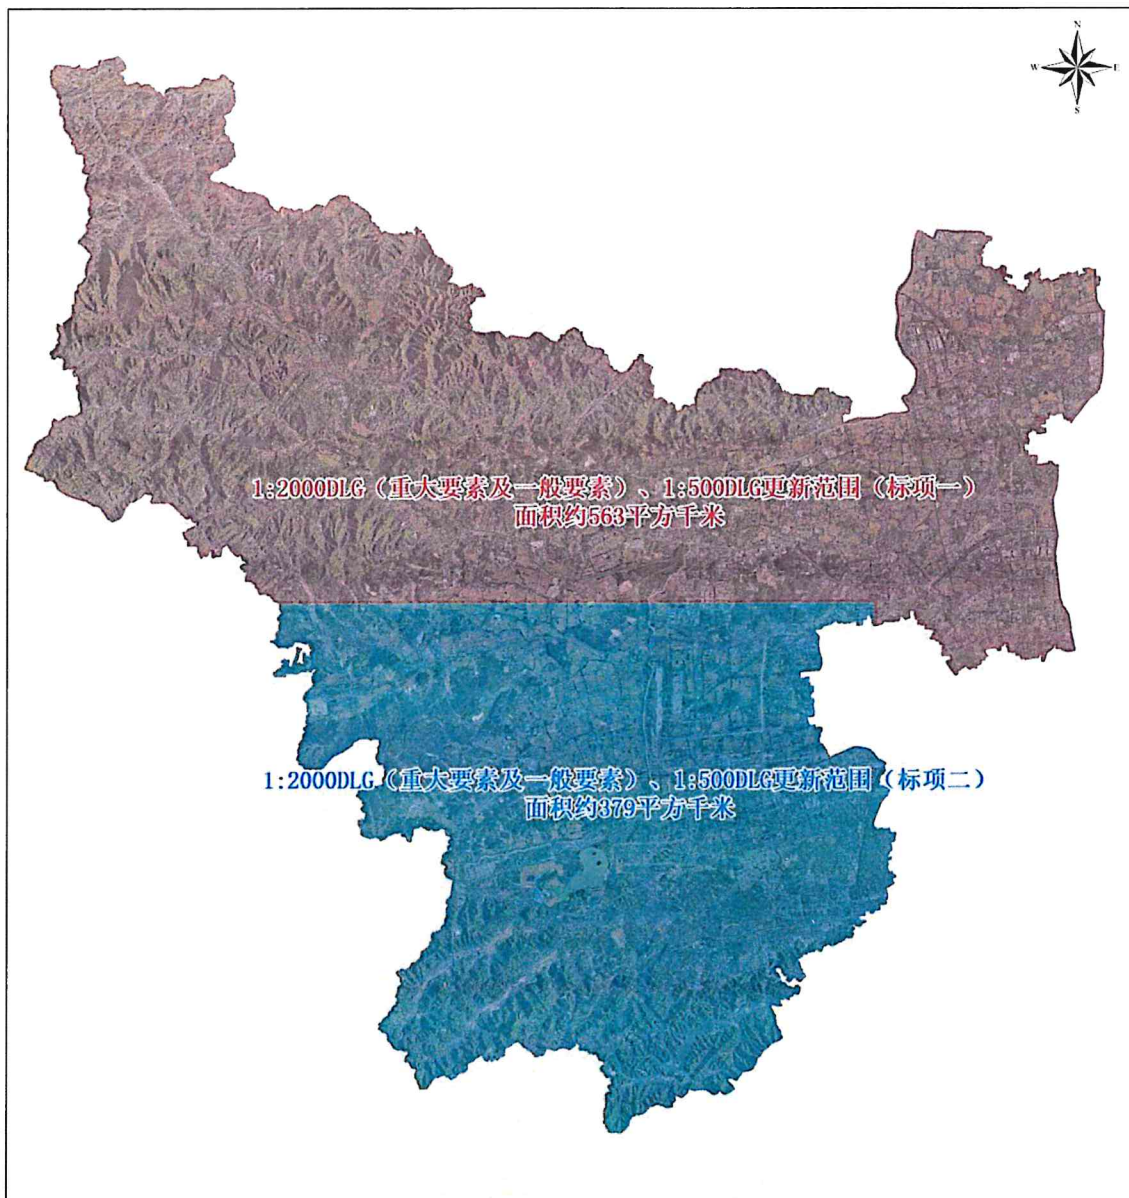 N
W E
S
1:2000DLG（重大要素及一般要素）、1:500DLG更新范围（标项一）
面积约563平方千米
1:2000DLG（重大要素及一般要素）、1:500DLG更新范围（标项二）
面积约379平方千米